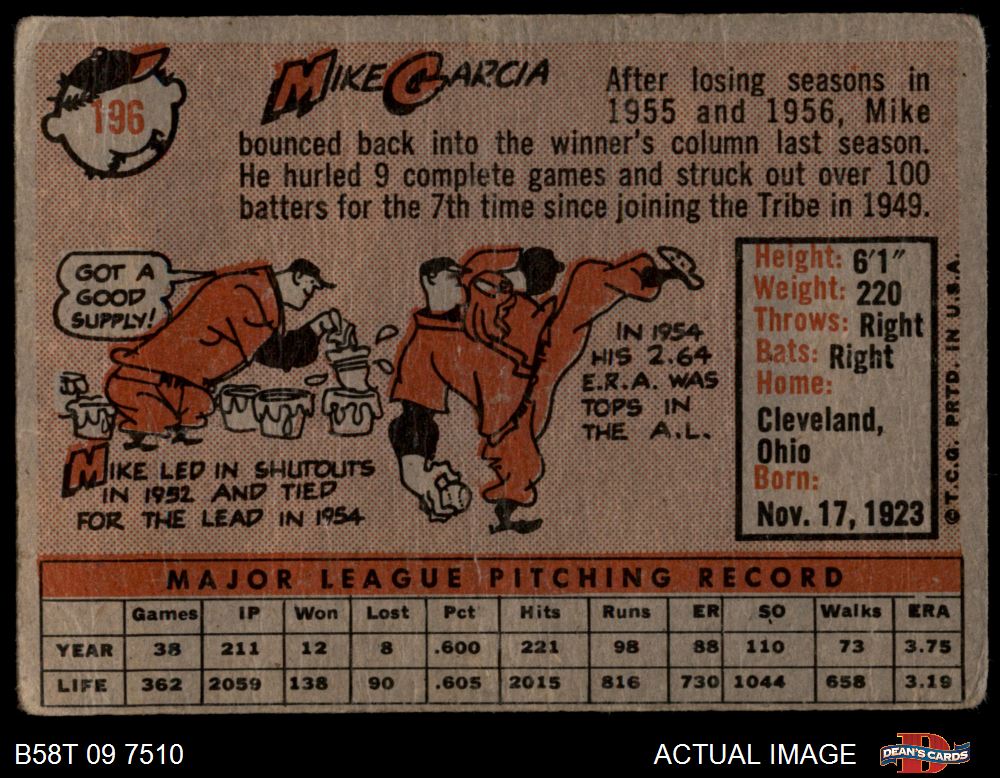 196
MIKE GARCIA
After losing seasons in
1955 and 1956, Mike
bounced back into the winner's column last season.
He hurled 9 complete games and struck out over 100
batters for the 7th time since joining the Tribe in 1949.
GOT A
GOOD
SUPPLY!
MIKE LED IN SHUTOUTS
IN 1952 AND TIED
FOR THE LEAD IN 1954
IN 1954
HIS 2.64
E.R.A. WAS
TOPS IN
THE A.L.
Height: 6'1"
Weight: 220
Throws: Right
Bats: Right
Home:
Cleveland,
Ohio
Born:
Nov. 17, 1923
© T.C.G. PRTD. IN U.S.A.
MAJOR LEAGUE PITCHING RECORD
Games IP Won Lost Pct Hits Runs ER SO Walks ERA
YEAR 38 211 12 8 .600 221 98 88 110 73 3.75
LIFE 362 2059 138 90 .605 2015 816 730 1044 658 3.19
B58T 09 7510
ACTUAL IMAGE
DEAN'S CARDS